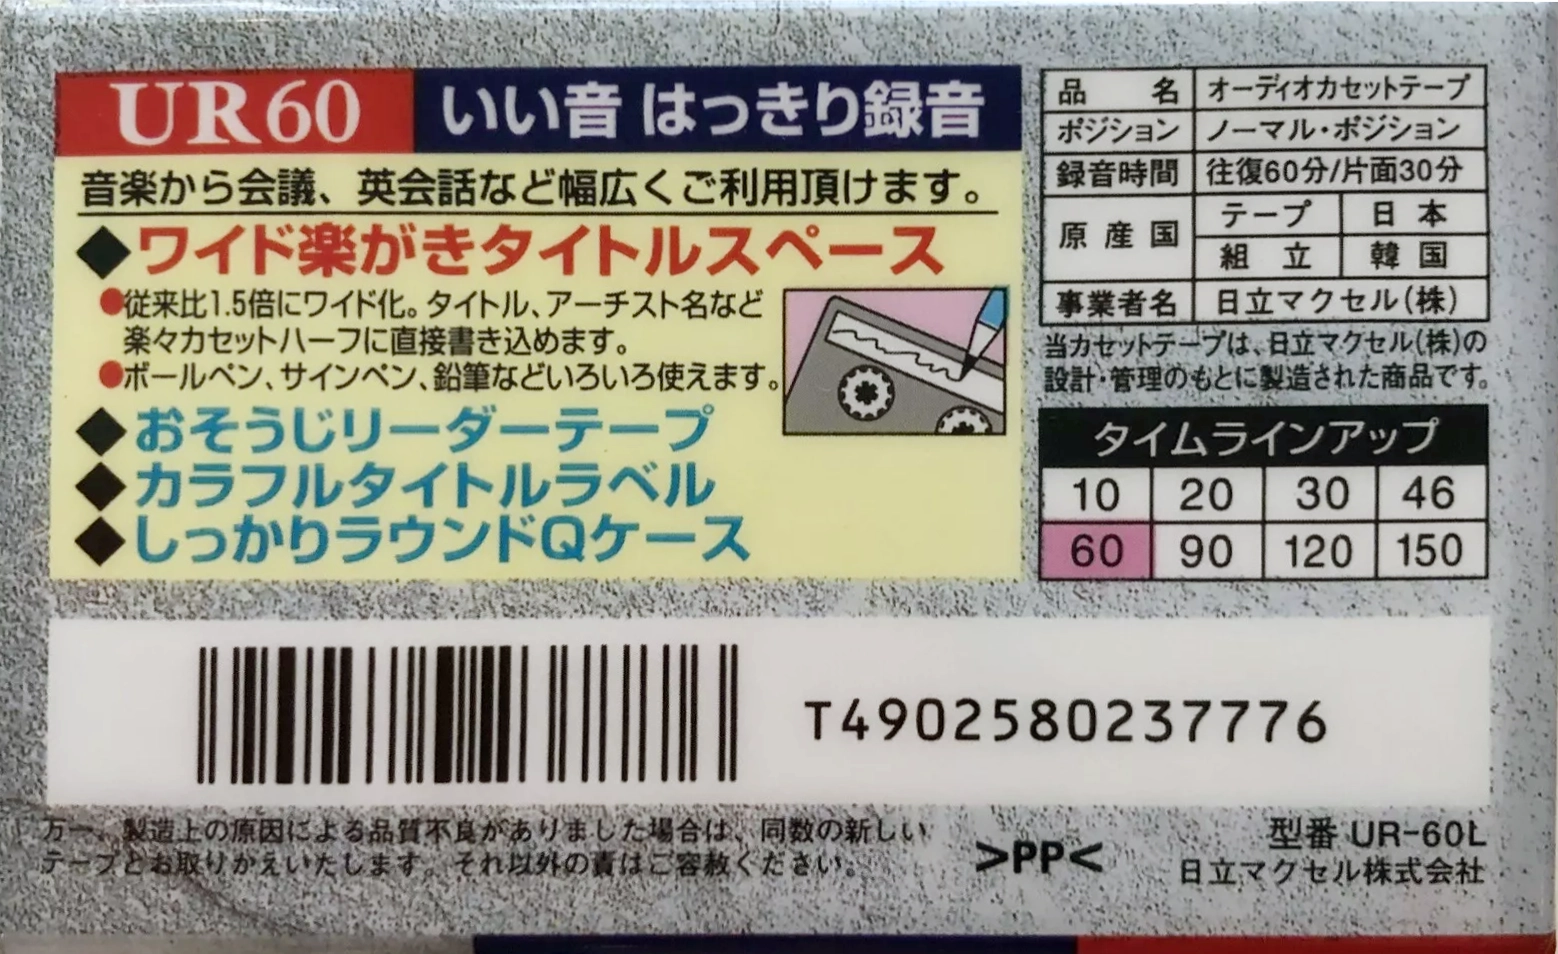 UR60 いい音 はっきり録音
音楽から会議、英会話など幅広くご利用頂けます。
◆ワイド楽がきタイトルスペース
●従来比1.5倍にワイド化。タイトル、アーチスト名など
楽々カセットハーフに直接書き込めます。
●ボールペン、サインペン、鉛筆などいろいろ使えます。
◆おそうじリーダーテープ
◆カラフルタイトルラベル
◆しっかりラウンドQケース
品名 オーディオカセットテープ
ポジション ノーマル・ポジション
録音時間 往復60分/片面30分
原産国 テープ 日本
組立 韓国
事業者名 日立マクセル(株)
当カセットテープは、日立マクセル(株)の
設計・管理のもとに製造された商品です。
タイムラインアップ
10 20 30 46
60 90 120 150
T4902580237776
万一、製造上の原因による品質不良がありました場合は、同数の新しい
テープとお取りかえいたします。それ以外の責はご容赦ください。
>PP<
型番 UR-60L
日立マクセル株式会社